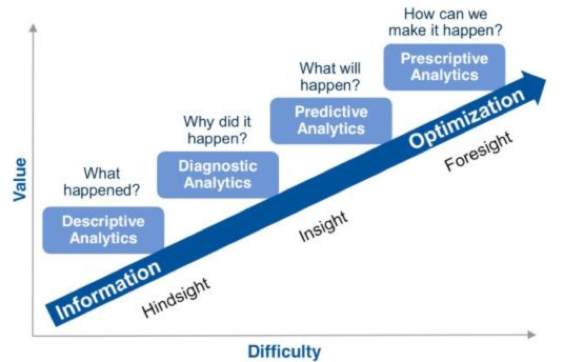 How can we
make it happen?
Prescriptive
Analytics
What will
happen?
Predictive
Analytics
Why did it
happen?
Diagnostic
Analytics
What
happened?
Descriptive
Analytics
Value
Information
Optimization
Hindsight
Insight
Foresight
Difficulty